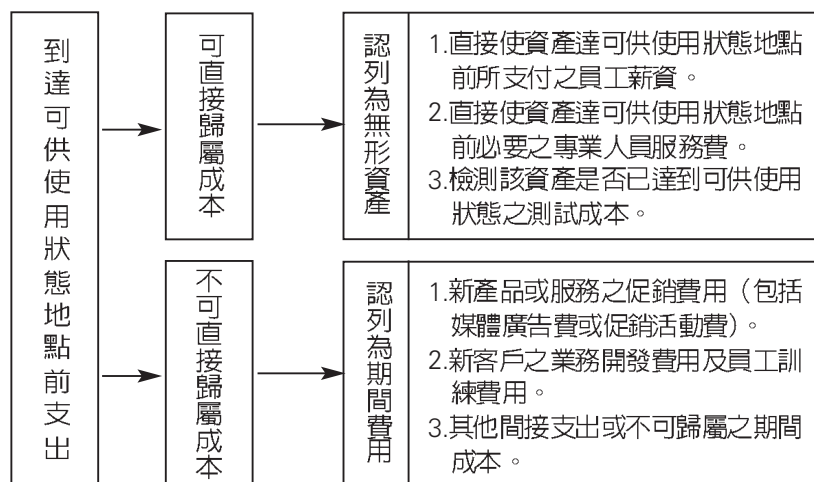 到達可供使用狀態地點前支出
可直接歸屬成本
認列為無形資產
1.直接使資產達可供使用狀態地點
前所支付之員工薪資。
2.直接使資產達可供使用狀態地點
前必要之專業人員服務費。
3.檢測該資產是否已達到可供使用
狀態之測試成本。
不可直接歸屬成本
認列為期間費用
1.新產品或服務之促銷費用（包括
媒體廣告費或促銷活動費）。
2.新客戶之業務開發費用及員工訓
練費用。
3.其他間接支出或不可歸屬之期間
成本。